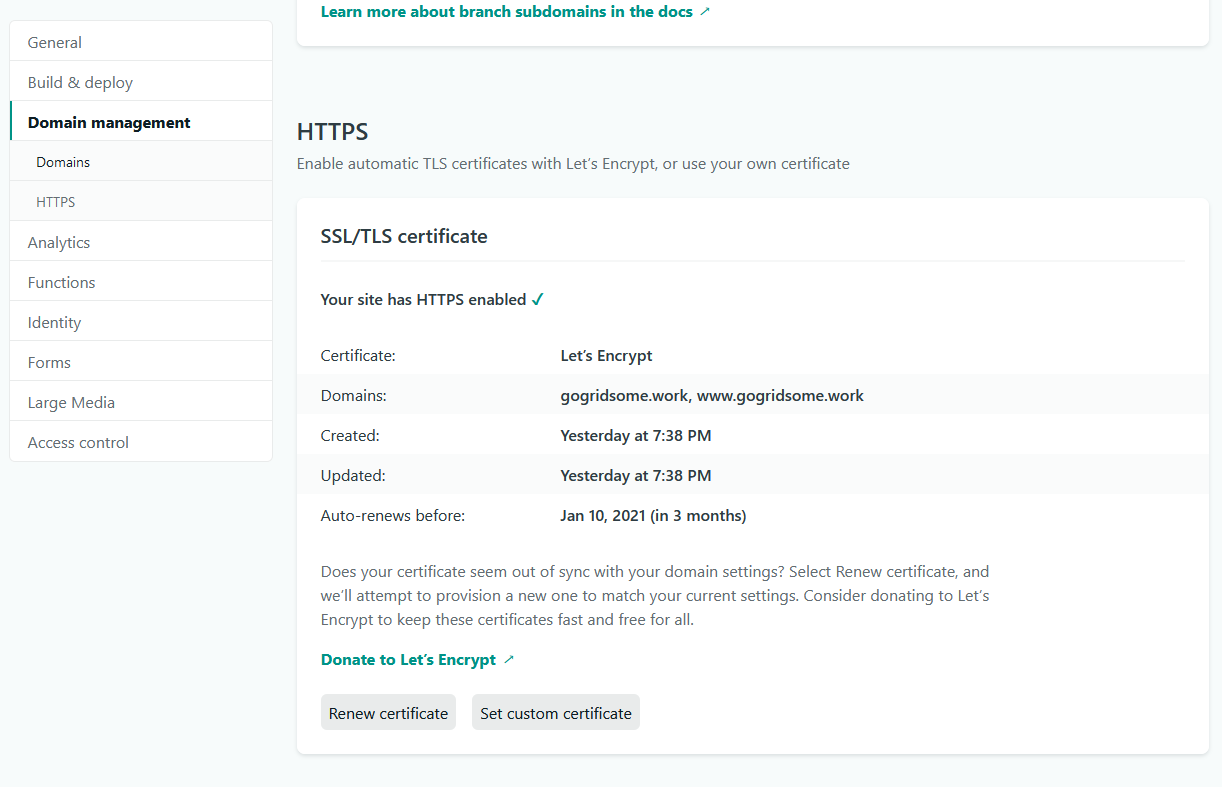 Learn more about branch subdomains in the docs ↗
General
Build & deploy
Domain management
Domains
HTTPS
Analytics
Functions
Identity
Forms
Large Media
Access control
HTTPS
Enable automatic TLS certificates with Let’s Encrypt, or use your own certificate
SSL/TLS certificate
Your site has HTTPS enabled ✓
Certificate: Let’s Encrypt
Domains: gogridsome.work, www.gogridsome.work
Created: Yesterday at 7:38 PM
Updated: Yesterday at 7:38 PM
Auto-renews before: Jan 10, 2021 (in 3 months)
Does your certificate seem out of sync with your domain settings? Select Renew certificate, and
we’ll attempt to provision a new one to match your current settings. Consider donating to Let’s
Encrypt to keep these certificates fast and free for all.
Donate to Let’s Encrypt ↗
Renew certificate Set custom certificate